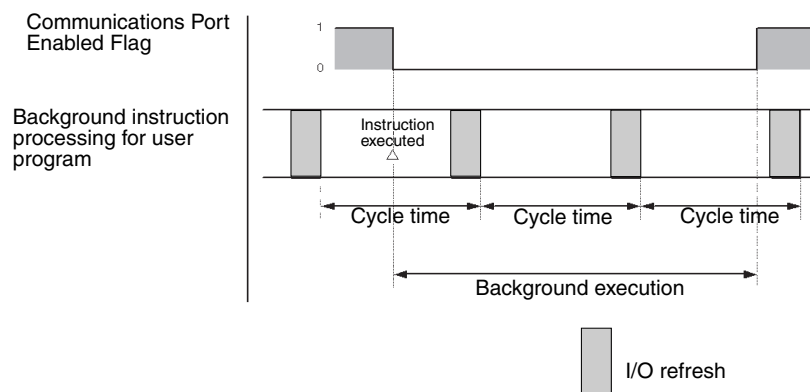 Communications Port
Enabled Flag
1
0
Background instruction
processing for user
program
Instruction
executed
Cycle time
Cycle time
Cycle time
Background execution
I/O refresh